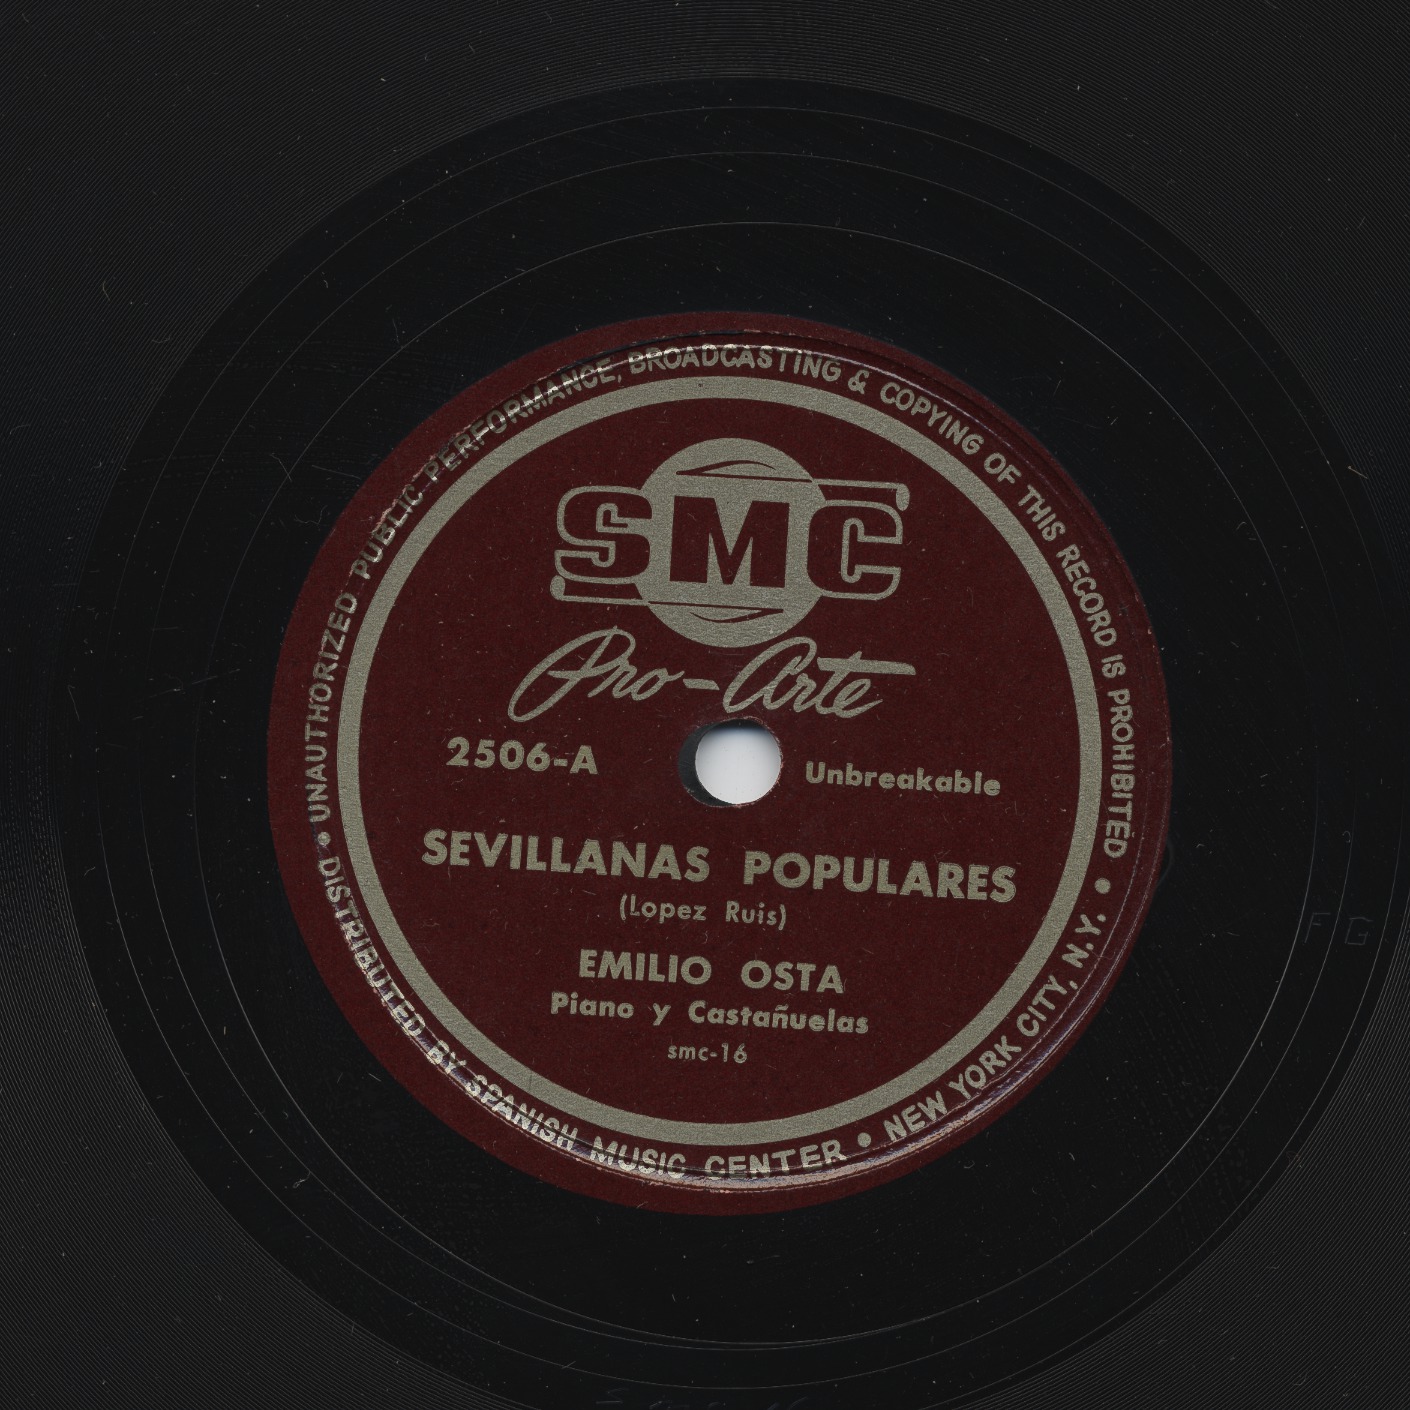 UNAUTHORIZED PUBLIC PERFORMANCE, BROADCASTING & COPYING OF THIS RECORD IS PROHIBITED
SMC
Pro-Arte
2506-A
Unbreakable
SEVILLANAS POPULARES
(Lopez Ruis)
EMILIO OSTA
Piano y Castañuelas
smc-16
• DISTRIBUTED BY SPANISH MUSIC CENTER • NEW YORK CITY, N.Y. •
F G